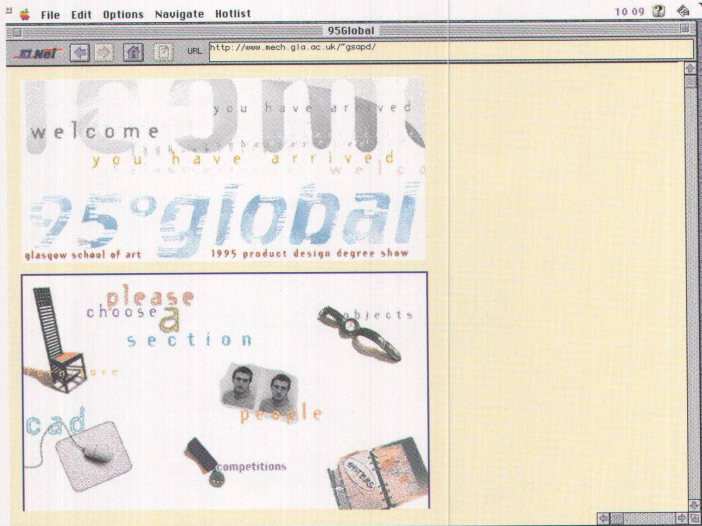 File Edit Options Navigate Hotlist 10 09
95Global
URL: http://www.mech.gla.ac.uk/~gsapd/
you have arrived
welcome
you have arrived
95°global
glasgow school of art 1995 product design degree show
please
choose a
section
objects
furniture
people
cad
competitions